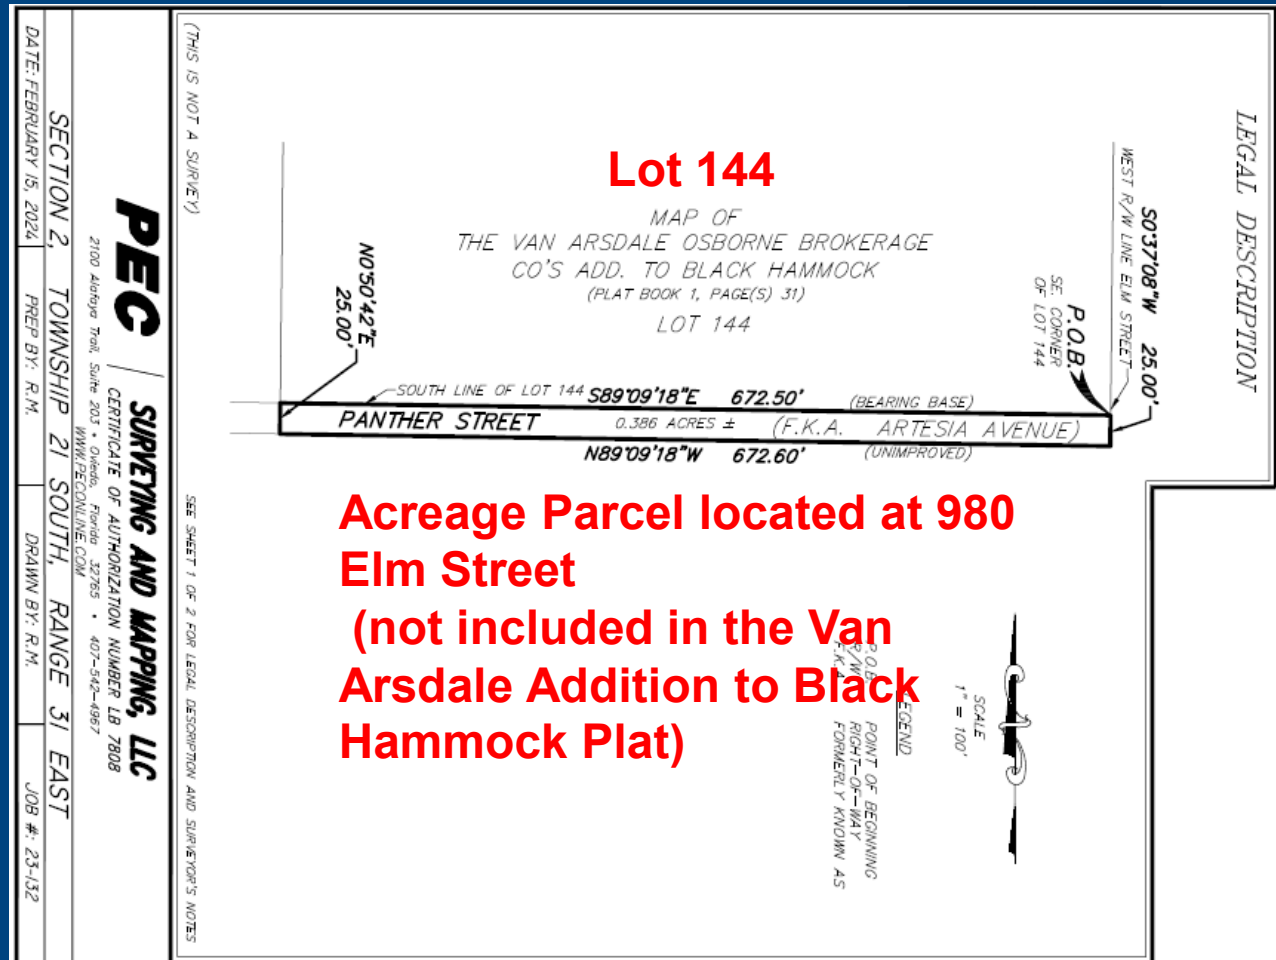 LEGAL DESCRIPTION
Lot 144
MAP OF
THE VAN ARSDALE OSBORNE BROKERAGE
CO'S ADD. TO BLACK HAMMOCK
(PLAT BOOK 1, PAGE(S) 31)
LOT 144
S0°37'08"W 25.00'
WEST R/W LINE ELM STREET
P.O.B.
SE. CORNER
OF LOT 144
N0°50'42"E
25.00'
SOUTH LINE OF LOT 144
S89°09'18"E 672.50'
(BEARING BASE)
PANTHER STREET
0.386 ACRES ±
(F.K.A. ARTESIA AVENUE)
N89°09'18"W 672.60'
(UNIMPROVED)
Acreage Parcel located at 980
Elm Street
(not included in the Van
Arsdale Addition to Black
Hammock Plat)
SCALE
1" = 100'
LEGEND
P.O.B. POINT OF BEGINNING
R/W RIGHT-OF-WAY
F.K.A. FORMERLY KNOWN AS
(THIS IS NOT A SURVEY)
SEE SHEET 1 OF 2 FOR LEGAL DESCRIPTION AND SURVEYOR'S NOTES
PEC
SURVEYING AND MAPPING, LLC
CERTIFICATE OF AUTHORIZATION NUMBER LB 7808
2100 Alafaya Trail, Suite 203 • Oviedo, Florida 32765 • 407-542-4967
WWW.PECONLINE.COM
SECTION 2, TOWNSHIP 21 SOUTH, RANGE 31 EAST
DATE: FEBRUARY 15, 2024
PREP BY: R.M.
DRAWN BY: R.M.
JOB #: 23-132